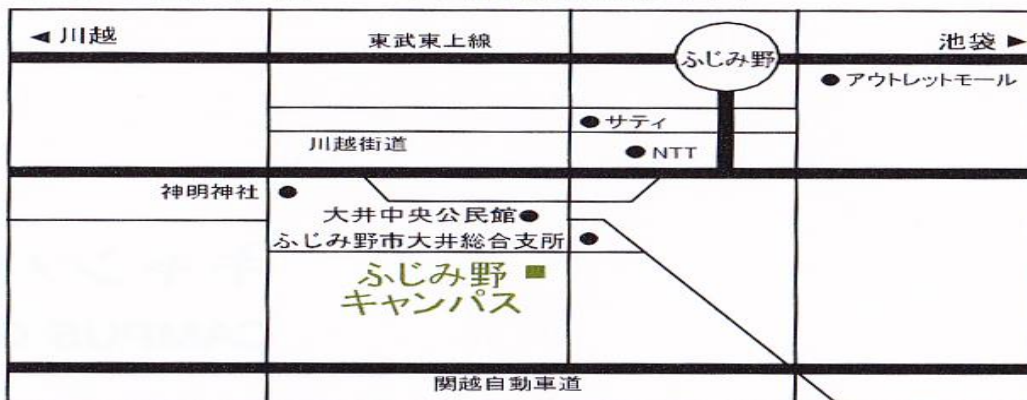 ◄川越
東武東上線
ふじみ野
池袋►
●アウトレットモール
●サティ
川越街道
●NTT
神明神社●
大井中央公民館●
ふじみ野市大井総合支所●
ふじみ野■
キャンパス
関越自動車道